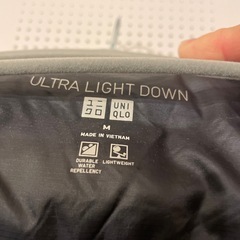 ULTRA LIGHT DOWN
ユニ UNI
クロ QLO
M
MADE IN VIETNAM
DURABLE LIGHTWEIGHT
WATER
REPELLENCY